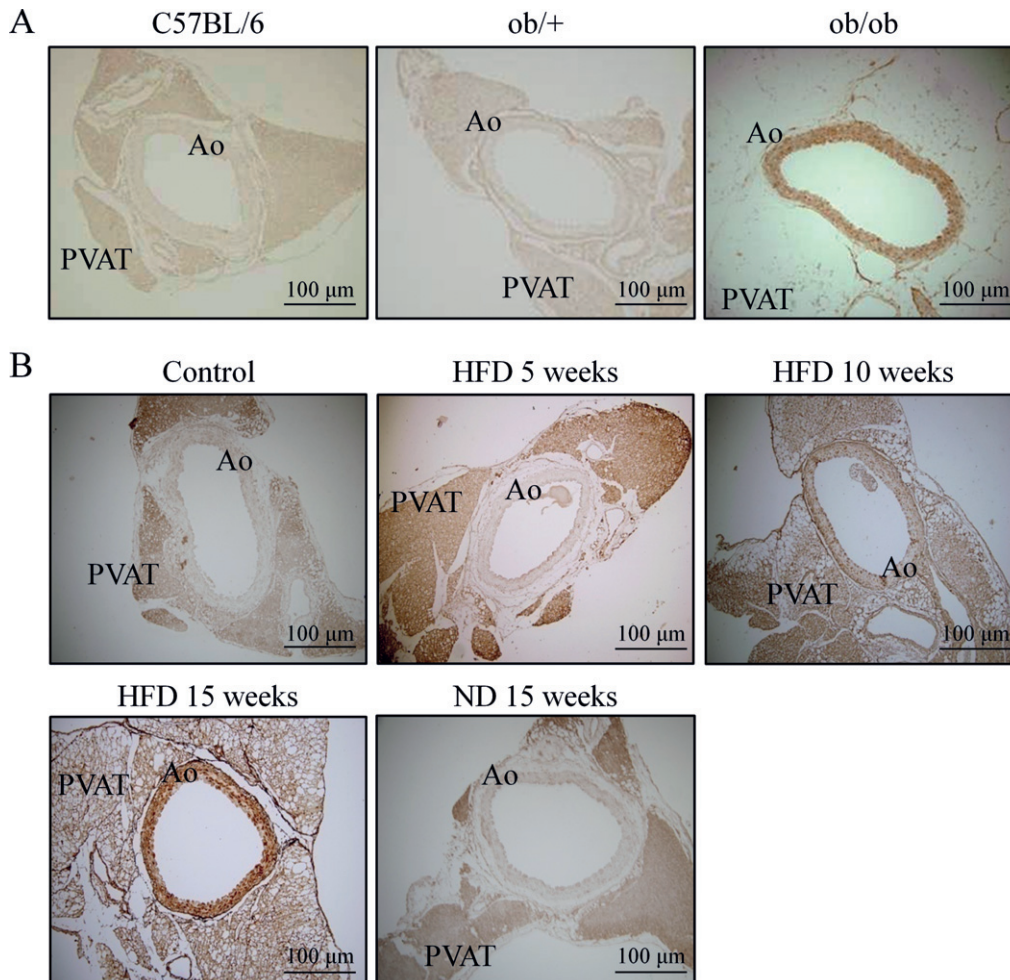 A
C57BL/6
ob/+
ob/ob
Ao
PVAT
100 μm
Ao
PVAT
100 μm
Ao
PVAT
100 μm
B
Control
HFD 5 weeks
HFD 10 weeks
Ao
PVAT
100 μm
PVAT
Ao
100 μm
Ao
PVAT
100 μm
HFD 15 weeks
ND 15 weeks
PVAT
Ao
100 μm
Ao
PVAT
100 μm